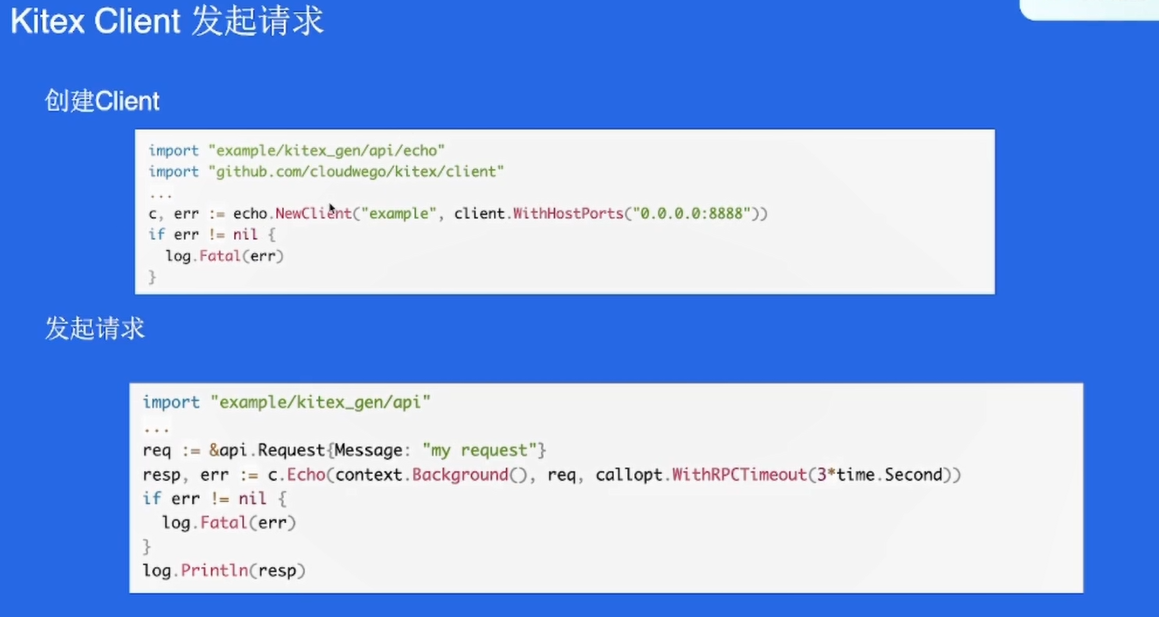 Kitex Client 发起请求
创建Client
import "example/kitex_gen/api/echo"
import "github.com/cloudwego/kitex/client"
...
c, err := echo.NewClient("example", client.WithHostPorts("0.0.0.0:8888"))
if err != nil {
  log.Fatal(err)
}
发起请求
import "example/kitex_gen/api"
...
req := &api.Request{Message: "my request"}
resp, err := c.Echo(context.Background(), req, callopt.WithRPCTimeout(3*time.Second))
if err != nil {
  log.Fatal(err)
}
log.Println(resp)